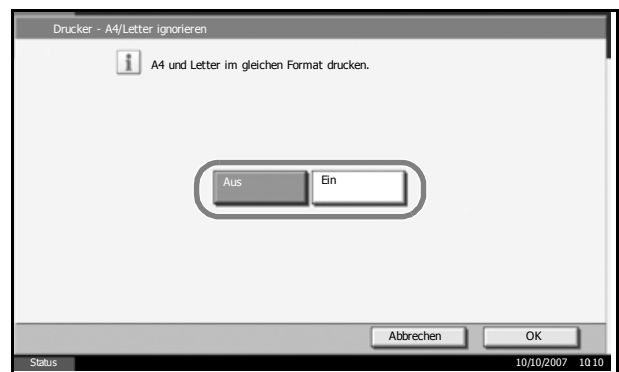 Drucker - A4/Letter ignorieren
A4 und Letter im gleichen Format drucken.
Aus
Ein
Abbrechen
OK
Status
10/10/2007 10:10